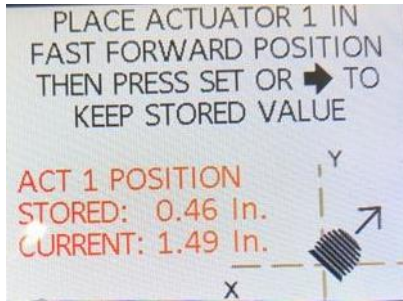 PLACE ACTUATOR 1 IN
FAST FORWARD POSITION
THEN PRESS SET OR ➡ TO
KEEP STORED VALUE
ACT 1 POSITION
STORED: 0.46 In.
CURRENT: 1.49 In.
Y
X